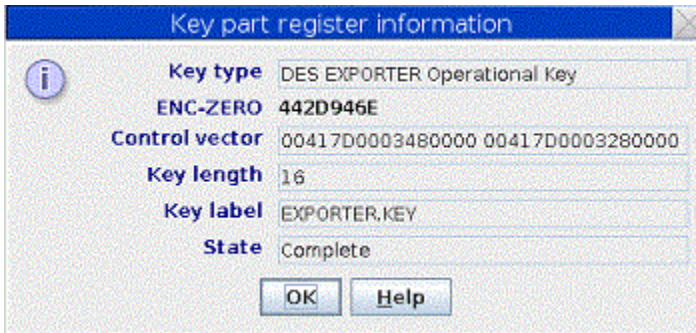 Key part register information
Key type DES EXPORTER Operational Key
ENC-ZERO 442D946E
Control vector 00417D0003480000 00417D0003280000
Key length 16
Key label EXPORTER.KEY
State Complete
OK Help